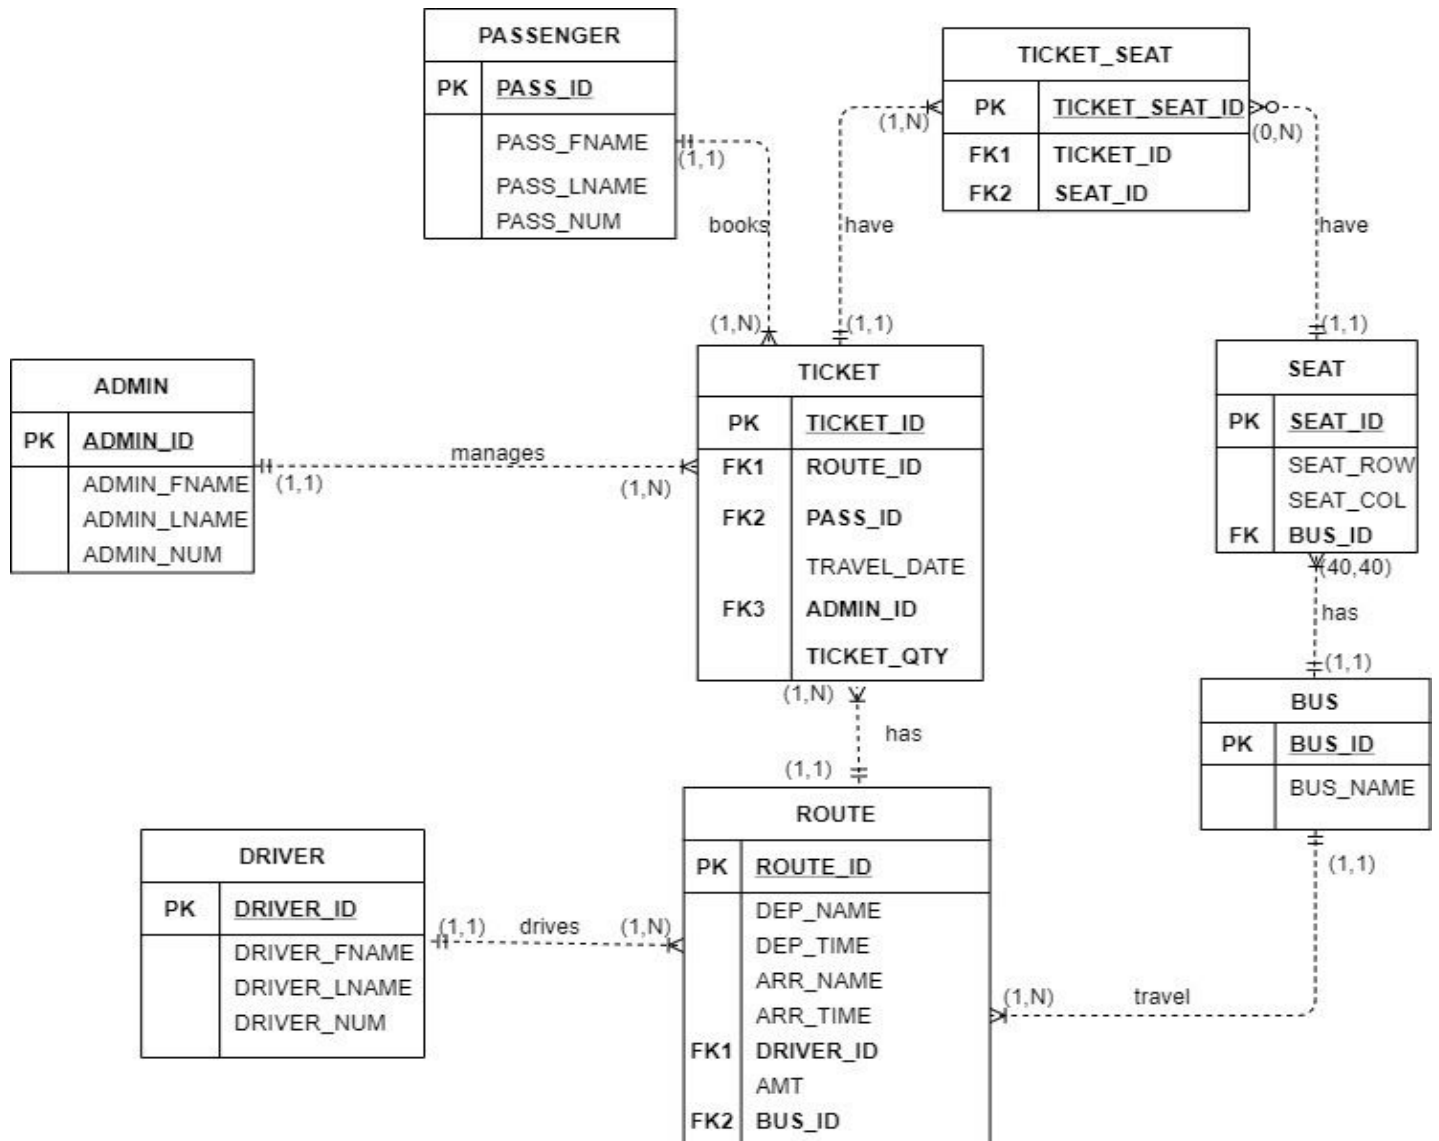 PASSENGER
PK PASS_ID
PASS_FNAME
PASS_LNAME
PASS_NUM
(1,1)
books
(1,N)
TICKET_SEAT
PK TICKET_SEAT_ID
FK1 TICKET_ID
FK2 SEAT_ID
(1,N)
(0,N)
have
have
(1,1)
(1,1)
ADMIN
PK ADMIN_ID
ADMIN_FNAME
ADMIN_LNAME
ADMIN_NUM
(1,1)
manages
(1,N)
TICKET
PK TICKET_ID
FK1 ROUTE_ID
FK2 PASS_ID
TRAVEL_DATE
FK3 ADMIN_ID
TICKET_QTY
(1,N)
has
(1,1)
SEAT
PK SEAT_ID
SEAT_ROW
SEAT_COL
FK BUS_ID
(40,40)
has
(1,1)
BUS
PK BUS_ID
BUS_NAME
(1,1)
travel
(1,N)
DRIVER
PK DRIVER_ID
DRIVER_FNAME
DRIVER_LNAME
DRIVER_NUM
(1,1)
drives
(1,N)
ROUTE
PK ROUTE_ID
DEP_NAME
DEP_TIME
ARR_NAME
ARR_TIME
FK1 DRIVER_ID
AMT
FK2 BUS_ID